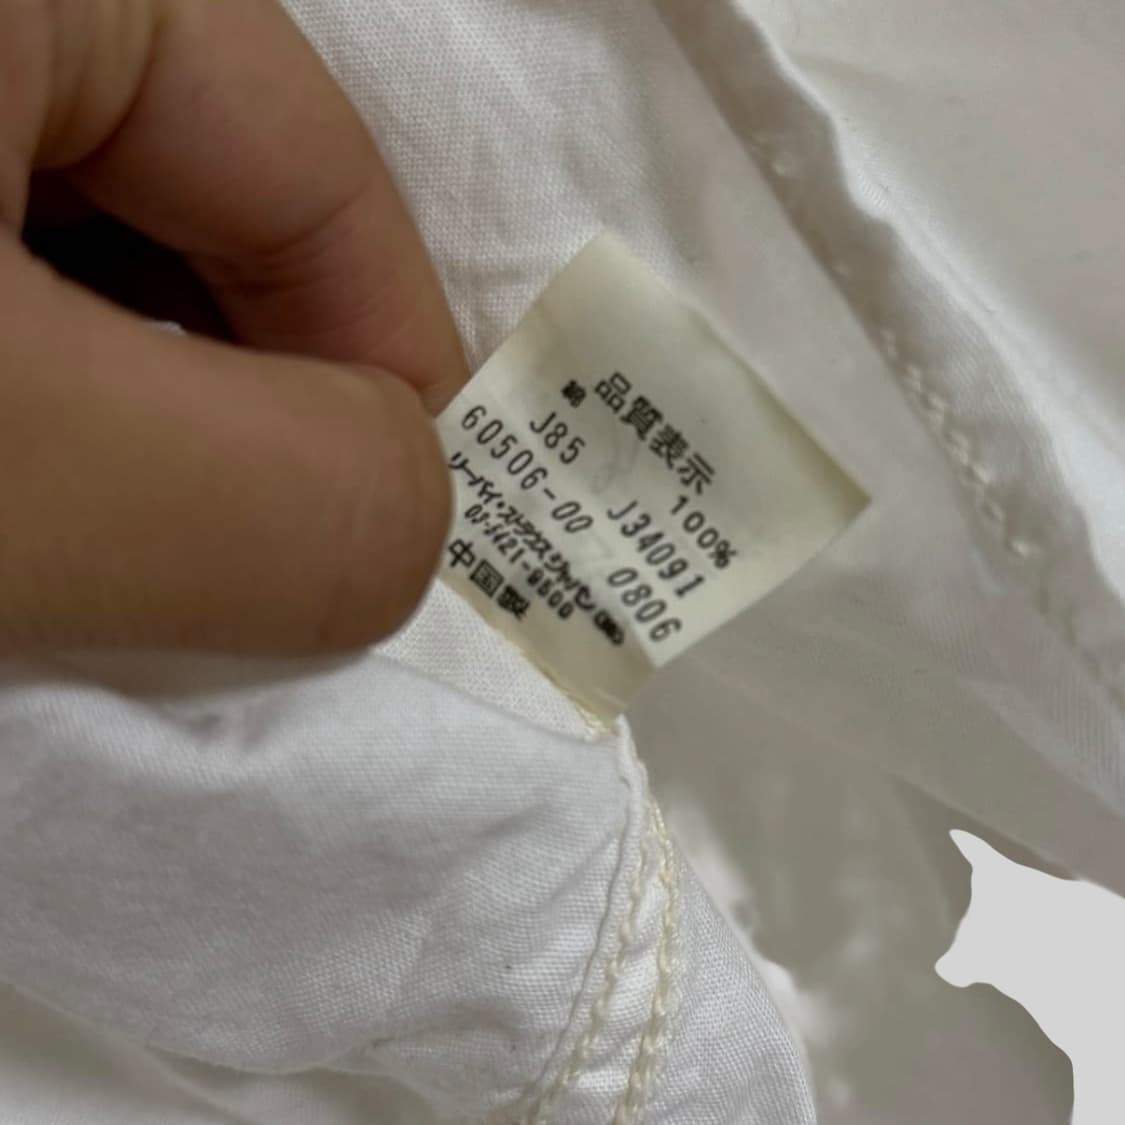 品質表示
綿 100%
J85 J34091
60506-00 0806
リーバイ・ストラウスジャパン(株)
03-5421-9500
中国製